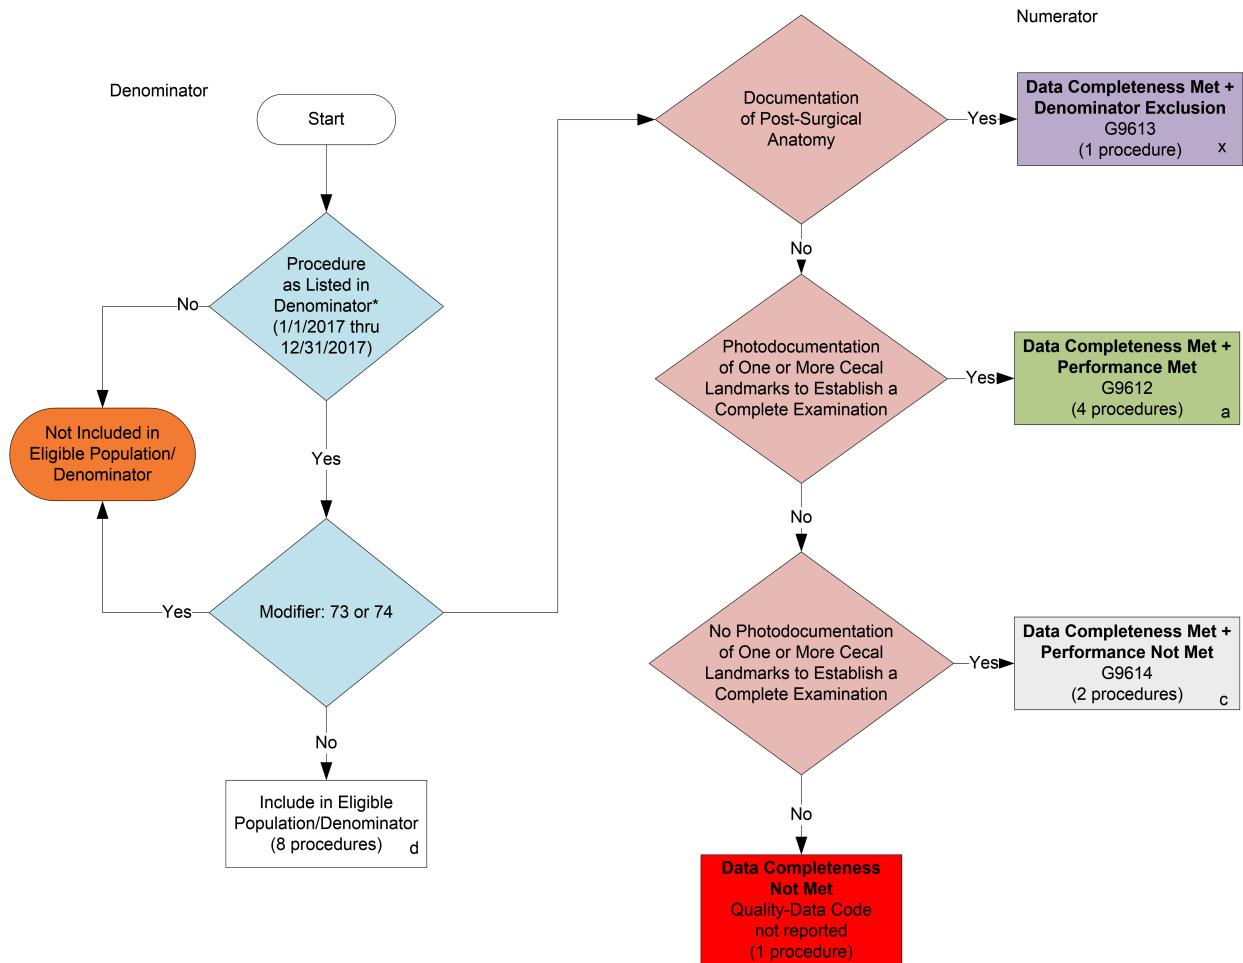 Denominator
Start
Procedure
as Listed in
Denominator*
(1/1/2017 thru
12/31/2017)
No
Not Included in
Eligible Population/
Denominator
Yes
Modifier: 73 or 74
Yes
No
Include in Eligible
Population/Denominator
(8 procedures) d
Numerator
Documentation
of Post-Surgical
Anatomy
Yes
Data Completeness Met +
Denominator Exclusion
G9613
(1 procedure) x
No
Photodocumentation
of One or More Cecal
Landmarks to Establish a
Complete Examination
Yes
Data Completeness Met +
Performance Met
G9612
(4 procedures) a
No
No Photodocumentation
of One or More Cecal
Landmarks to Establish a
Complete Examination
Yes
Data Completeness Met +
Performance Not Met
G9614
(2 procedures) c
No
Data Completeness
Not Met
Quality-Data Code
not reported
(1 procedure)